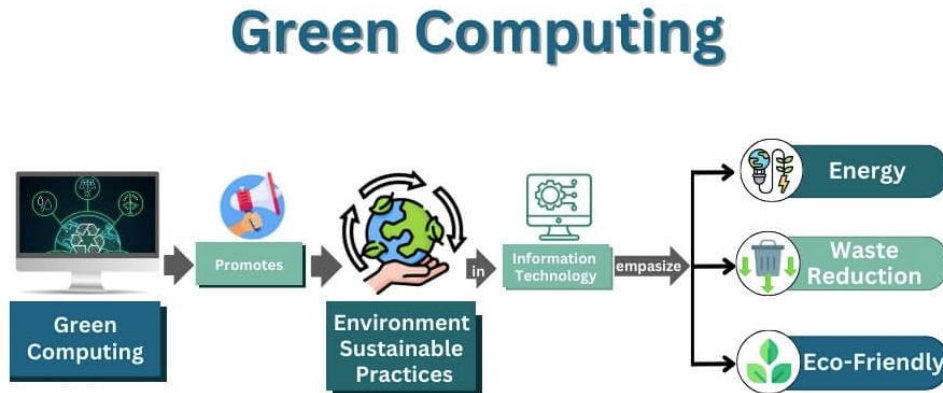 Green Computing
Green
Computing
Promotes
Environment
Sustainable
Practices
in
Information
Technology
empasize
Energy
Waste
Reduction
Eco-Friendly